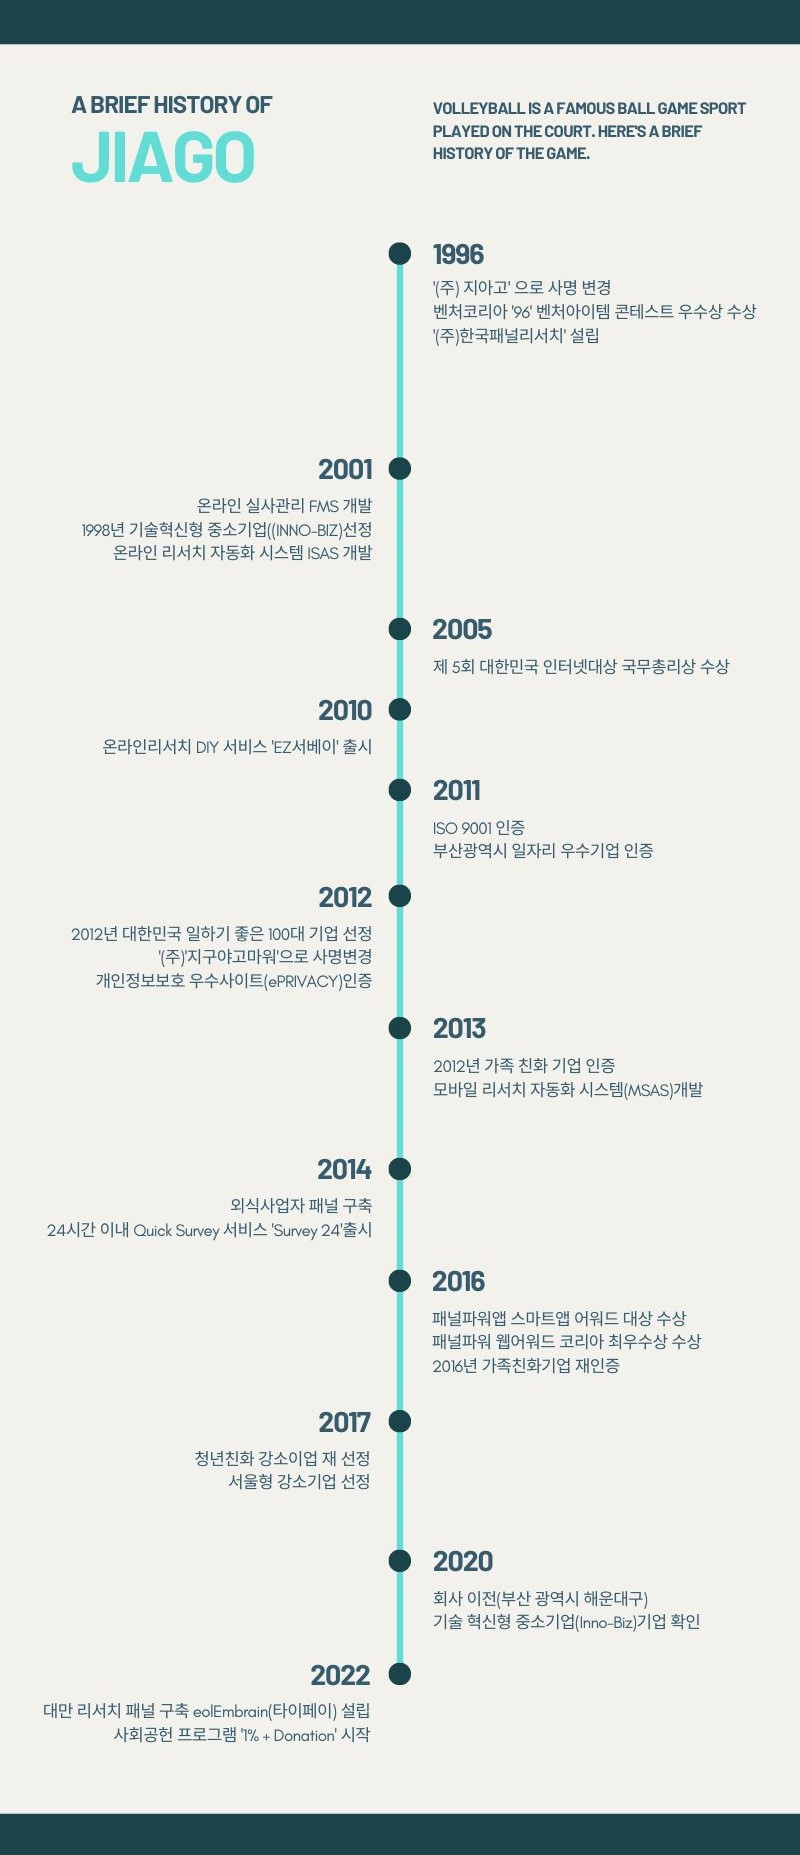 A BRIEF HISTORY OF
JIAGO
VOLLEYBALL IS A FAMOUS BALL GAME SPORT
PLAYED ON THE COURT. HERE'S A BRIEF
HISTORY OF THE GAME.
1996
'(주) 지아고' 으로 사명 변경
벤처코리아 '96' 벤처아이템 콘테스트 우수상 수상
'(주)한국패널리서치' 설립
2001
온라인 실사관리 FMS 개발
1998년 기술혁신형 중소기업((INNO-BIZ)선정
온라인 리서치 자동화 시스템 ISAS 개발
2005
제 5회 대한민국 인터넷대상 국무총리상 수상
2010
온라인리서치 DIY 서비스 'EZ서베이' 출시
2011
ISO 9001 인증
부산광역시 일자리 우수기업 인증
2012
2012년 대한민국 일하기 좋은 100대 기업 선정
'(주)'지구야고마워'으로 사명변경
개인정보보호 우수사이트(ePRIVACY)인증
2013
2012년 가족 친화 기업 인증
모바일 리서치 자동화 시스템(MSAS)개발
2014
외식사업자 패널 구축
24시간 이내 Quick Survey 서비스 'Survey 24'출시
2016
패널파워앱 스마트앱 어워드 대상 수상
패널파워 웹어워드 코리아 최우수상 수상
2016년 가족친화기업 재인증
2017
청년친화 강소이업 재 선정
서울형 강소기업 선정
2020
회사 이전(부산 광역시 해운대구)
기술 혁신형 중소기업(Inno-Biz)기업 확인
2022
대만 리서치 패널 구축 eolEmbrain(타이페이) 설립
사회공헌 프로그램 '1% + Donation' 시작